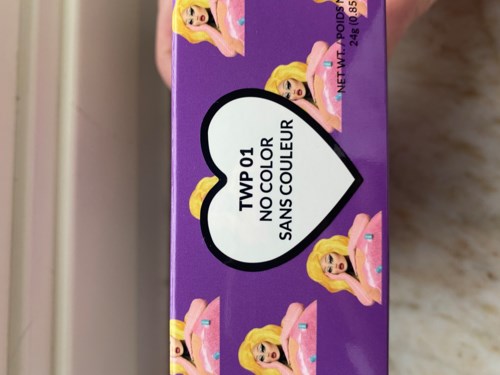 TWP 01
NO COLOR
SANS COULEUR
NET WT. / POIDS
24g (0.85